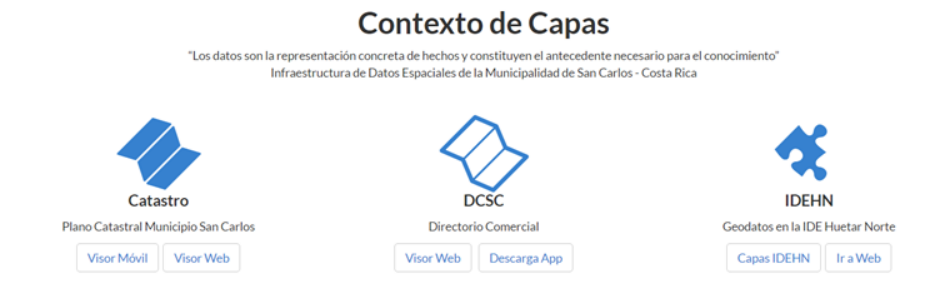 Contexto de Capas
"Los datos son la representación concreta de hechos y constituyen el antecedente necesario para el conocimiento"
Infraestructura de Datos Espaciales de la Municipalidad de San Carlos - Costa Rica
Catastro
Plano Catastral Municipio San Carlos
Visor Móvil Visor Web
DCSC
Directorio Comercial
Visor Web Descarga App
IDEHN
Geodatos en la IDE Huetar Norte
Capas IDEHN Ir a Web